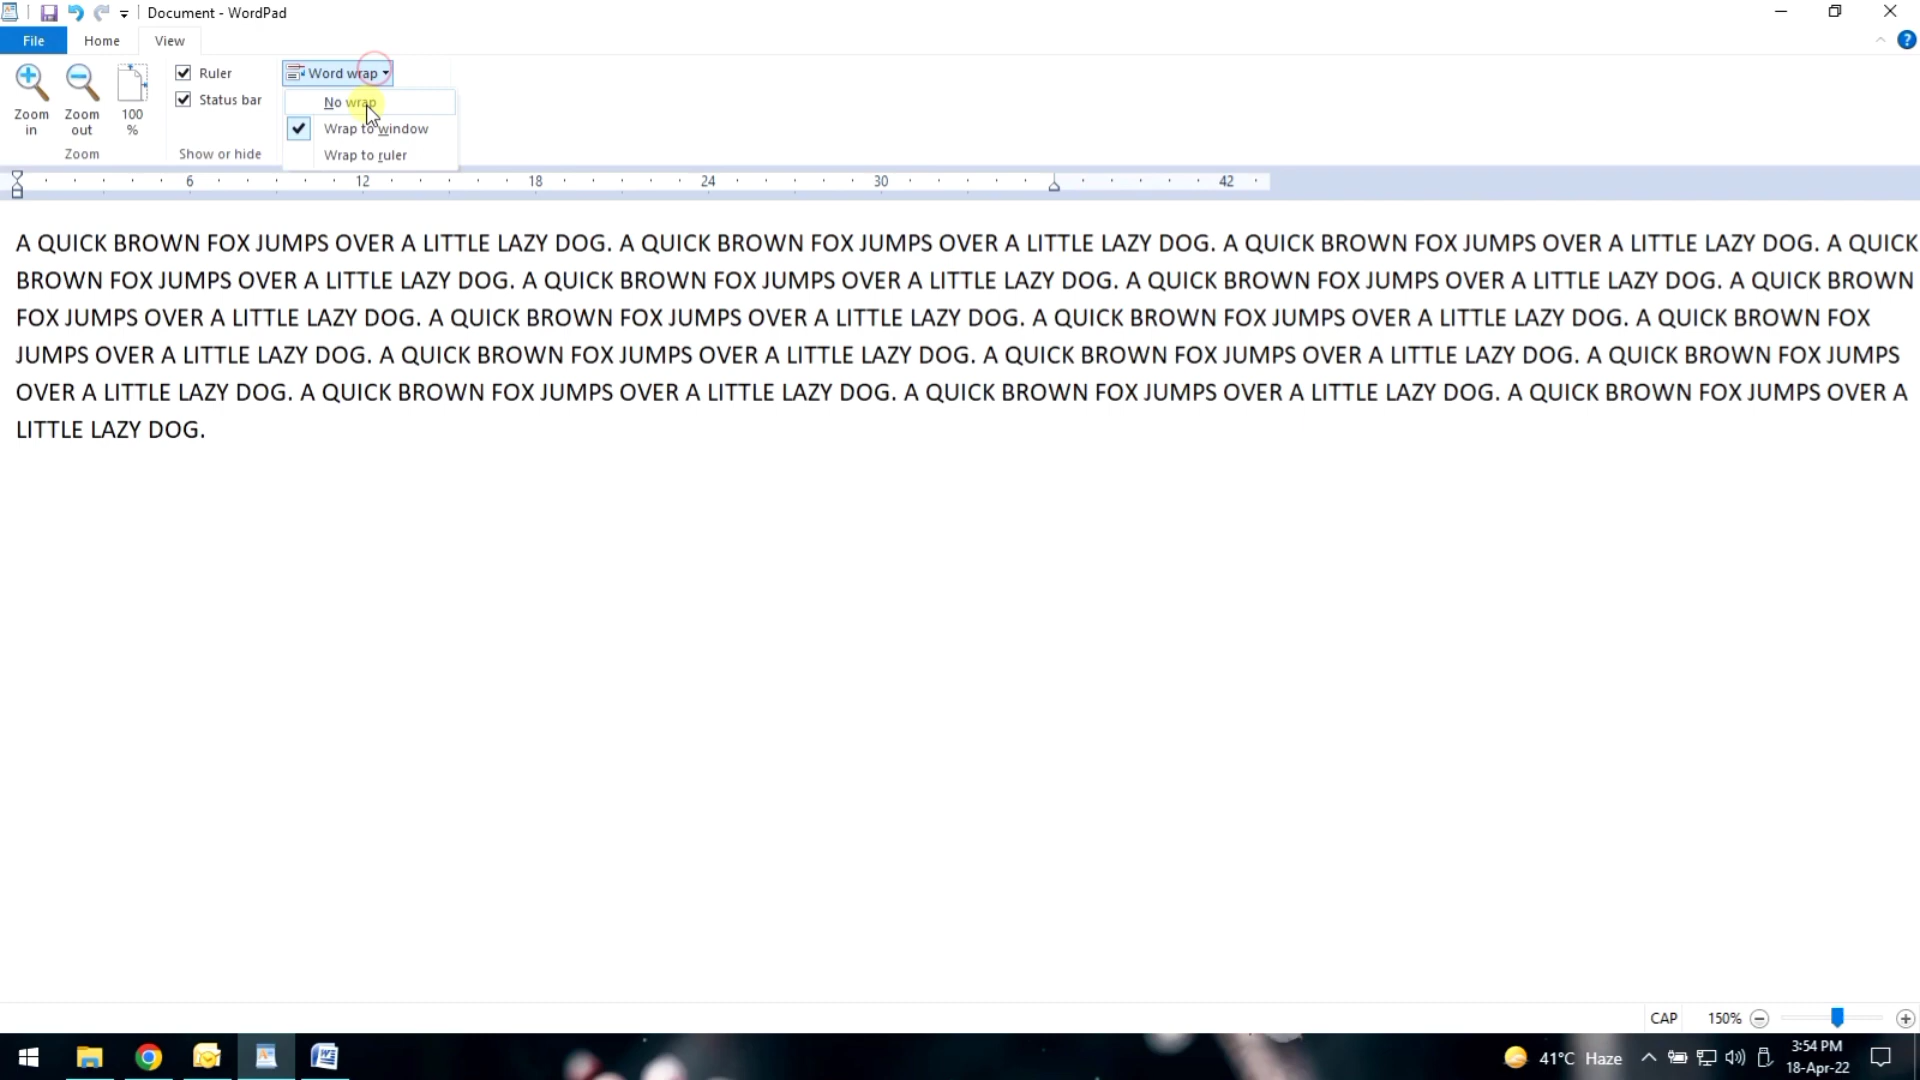 Document - WordPad
File Home View
Zoom in
Zoom out
100 %
Ruler
Status bar
Word wrap
No wrap
Wrap to window
Wrap to ruler
Zoom
Show or hide
6 12 18 24 30 42
A QUICK BROWN FOX JUMPS OVER A LITTLE LAZY DOG. A QUICK BROWN FOX JUMPS OVER A LITTLE LAZY DOG. A QUICK BROWN FOX JUMPS OVER A LITTLE LAZY DOG. A QUICK
BROWN FOX JUMPS OVER A LITTLE LAZY DOG. A QUICK BROWN FOX JUMPS OVER A LITTLE LAZY DOG. A QUICK BROWN FOX JUMPS OVER A LITTLE LAZY DOG. A QUICK BROWN
FOX JUMPS OVER A LITTLE LAZY DOG. A QUICK BROWN FOX JUMPS OVER A LITTLE LAZY DOG. A QUICK BROWN FOX JUMPS OVER A LITTLE LAZY DOG. A QUICK BROWN FOX
JUMPS OVER A LITTLE LAZY DOG. A QUICK BROWN FOX JUMPS OVER A LITTLE LAZY DOG. A QUICK BROWN FOX JUMPS OVER A LITTLE LAZY DOG. A QUICK BROWN FOX JUMPS
OVER A LITTLE LAZY DOG. A QUICK BROWN FOX JUMPS OVER A LITTLE LAZY DOG. A QUICK BROWN FOX JUMPS OVER A LITTLE LAZY DOG. A QUICK BROWN FOX JUMPS OVER A
LITTLE LAZY DOG.
CAP 150%
41°C Haze
3:54 PM
18-Apr-22